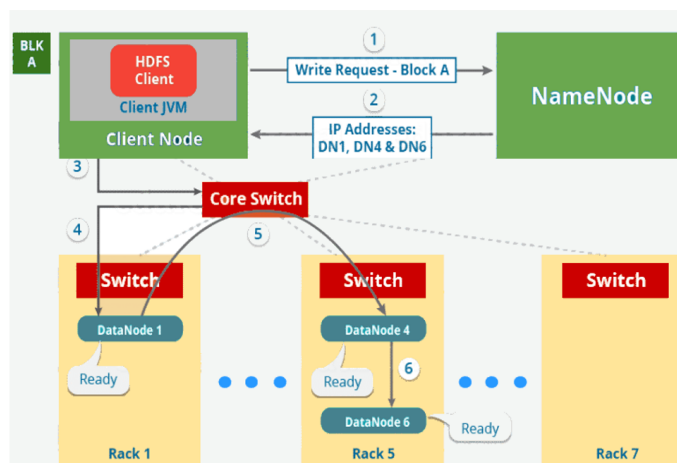 BLK
A
HDFS
Client
Client JVM
Client Node
1
Write Request - Block A
2
IP Addresses:
DN1, DN4 & DN6
NameNode
3
Core Switch
4
5
Switch
Switch
Switch
DataNode 1
DataNode 4
Ready
Ready
6
DataNode 6
Ready
Rack 1
Rack 5
Rack 7